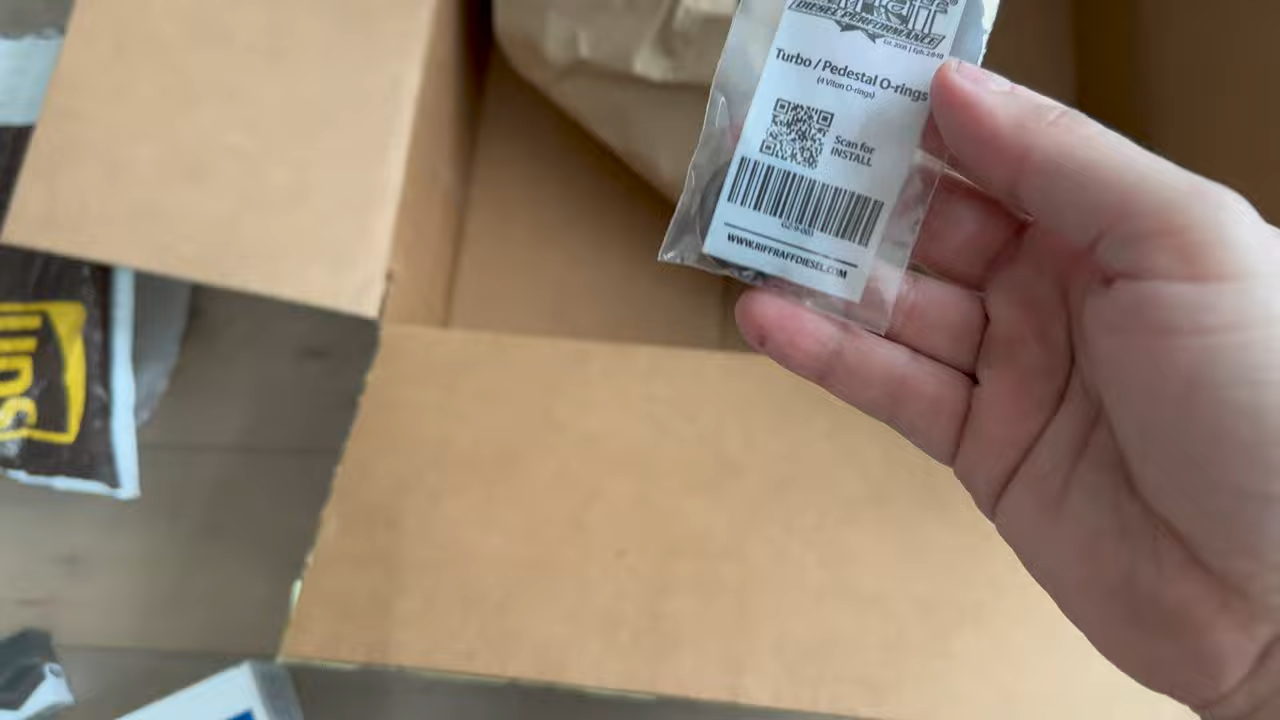 DIESEL PERFORMANCE
Turbo / Pedestal O-rings
(4 Viton O-rings)
Scan for
INSTALL
WWW.RIFFRAFFDIESEL.COM